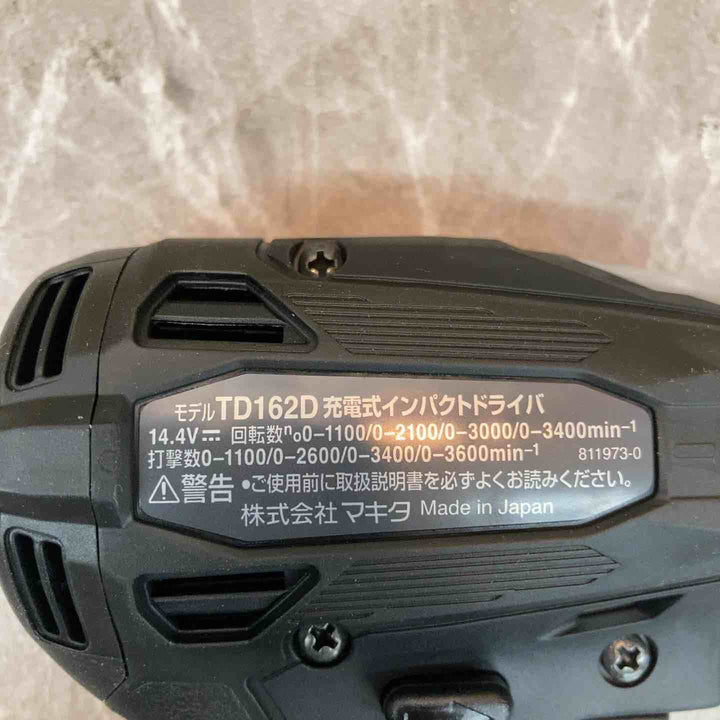 モデルTD162D 充電式インパクトドライバ
14.4V⎓ 回転数n₀0-1100/0-2100/0-3000/0-3400min⁻¹
打撃数0-1100/0-2600/0-3400/0-3600min⁻¹ 811973-0
⚠警告 •ご使用前に取扱説明書を必ずよくお読みください。
株式会社 マキタ Made in Japan